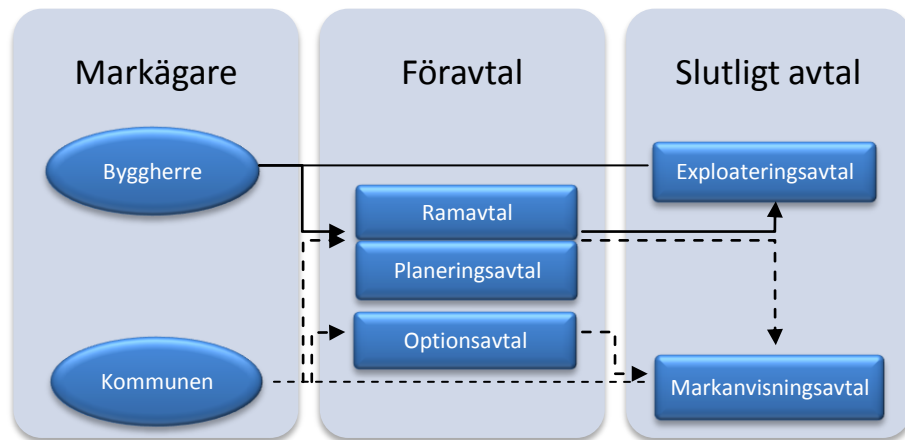 Markägare
Föravtal
Slutligt avtal
Byggherre
Exploateringsavtal
Ramavtal
Planeringsavtal
Optionsavtal
Kommunen
Markanvisningsavtal